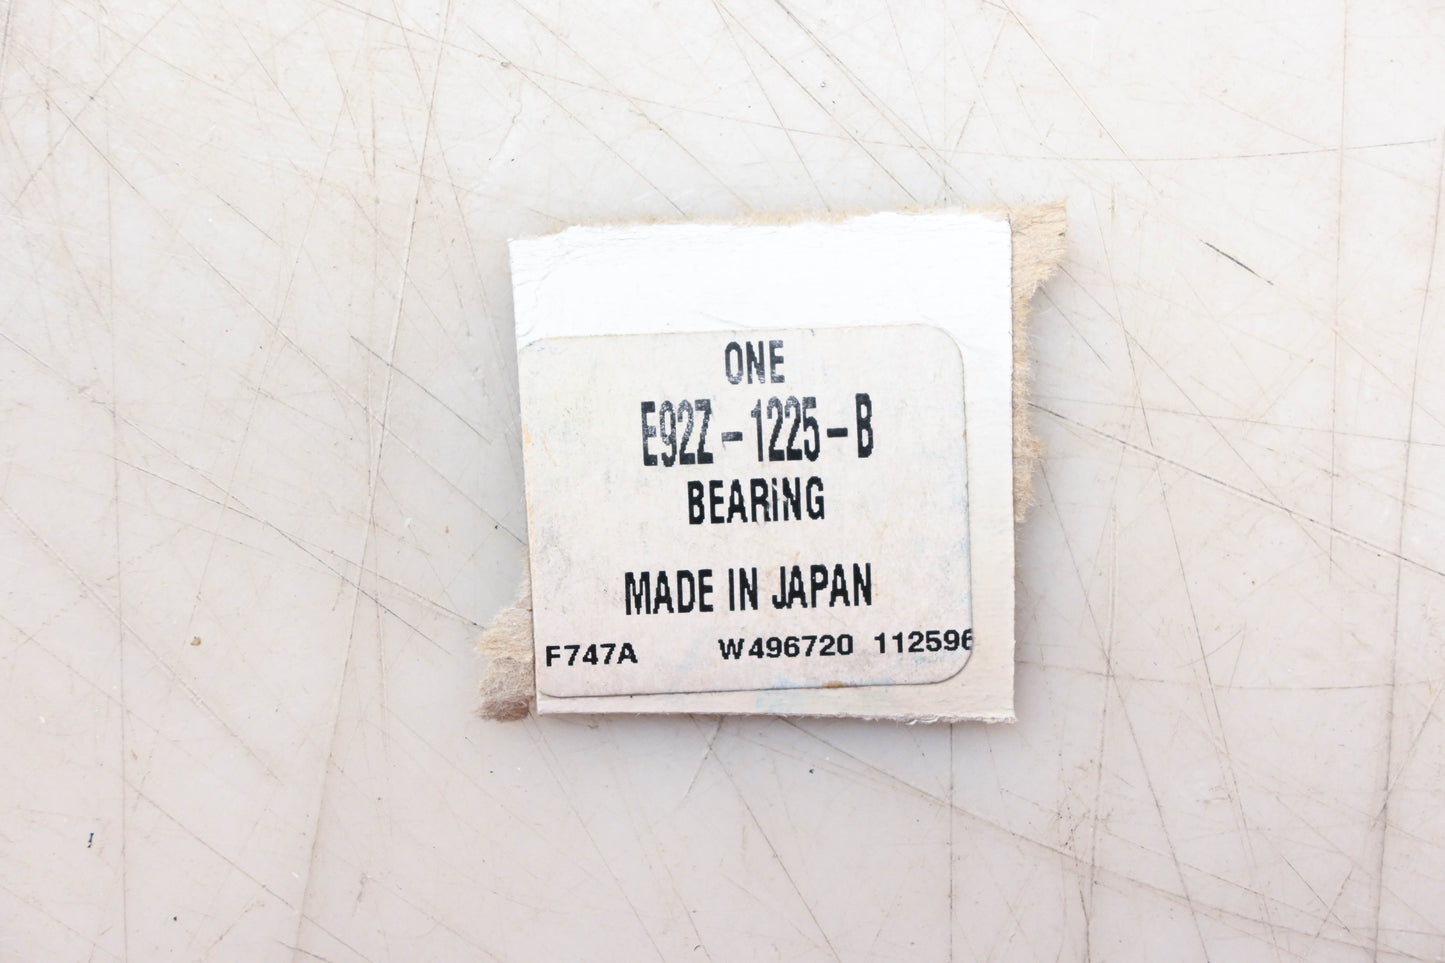 ONE
E92Z-1225-B
BEARING
MADE IN JAPAN
F747A W496720 112596